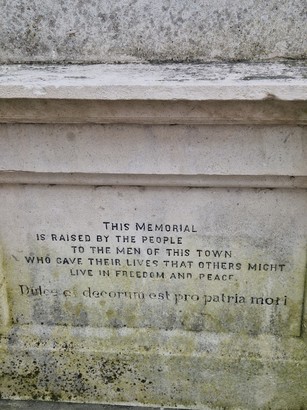 THIS MEMORIAL
IS RAISED BY THE PEOPLE
TO THE MEN OF THIS TOWN
WHO GAVE THEIR LIVES THAT OTHERS MIGHT
LIVE IN FREEDOM AND PEACE.
Dulce et decorum est pro patria mori